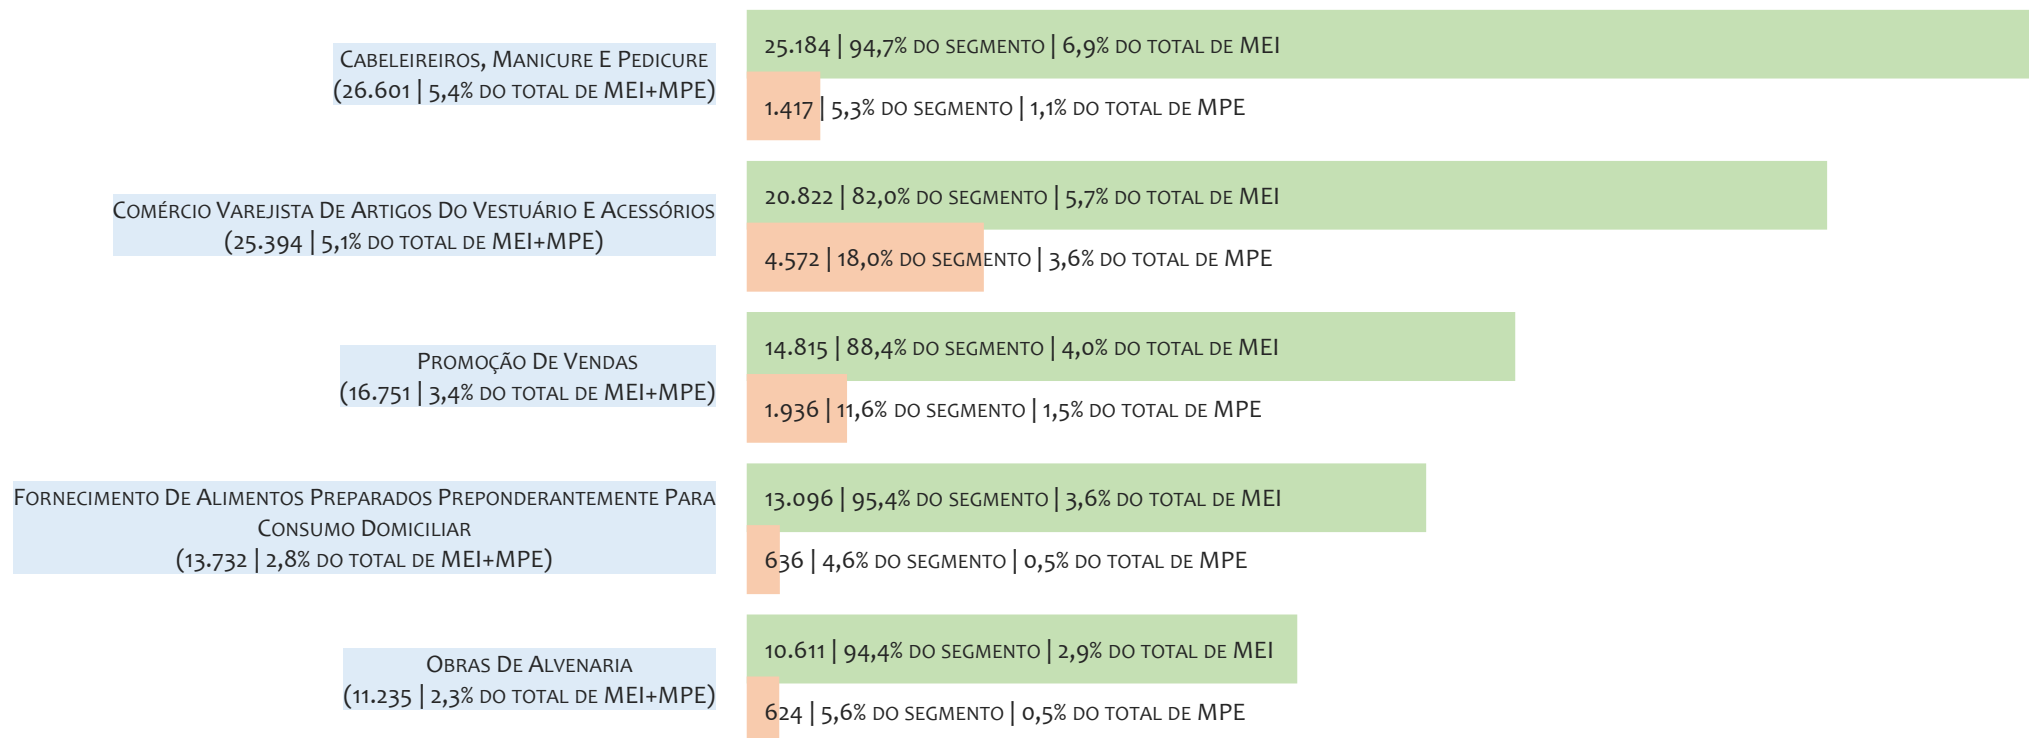 Cabeleireiros, Manicure E Pedicure
(26.601 | 5,4% do total de MEI+MPE)
25.184 | 94,7% do segmento | 6,9% do total de MEI
1.417 | 5,3% do segmento | 1,1% do total de MPE
Comércio Varejista De Artigos Do Vestuário E Acessórios
(25.394 | 5,1% do total de MEI+MPE)
20.822 | 82,0% do segmento | 5,7% do total de MEI
4.572 | 18,0% do segmento | 3,6% do total de MPE
Promoção De Vendas
(16.751 | 3,4% do total de MEI+MPE)
14.815 | 88,4% do segmento | 4,0% do total de MEI
1.936 | 11,6% do segmento | 1,5% do total de MPE
Fornecimento De Alimentos Preparados Preponderantemente Para
Consumo Domiciliar
(13.732 | 2,8% do total de MEI+MPE)
13.096 | 95,4% do segmento | 3,6% do total de MEI
636 | 4,6% do segmento | 0,5% do total de MPE
Obras De Alvenaria
(11.235 | 2,3% do total de MEI+MPE)
10.611 | 94,4% do segmento | 2,9% do total de MEI
624 | 5,6% do segmento | 0,5% do total de MPE